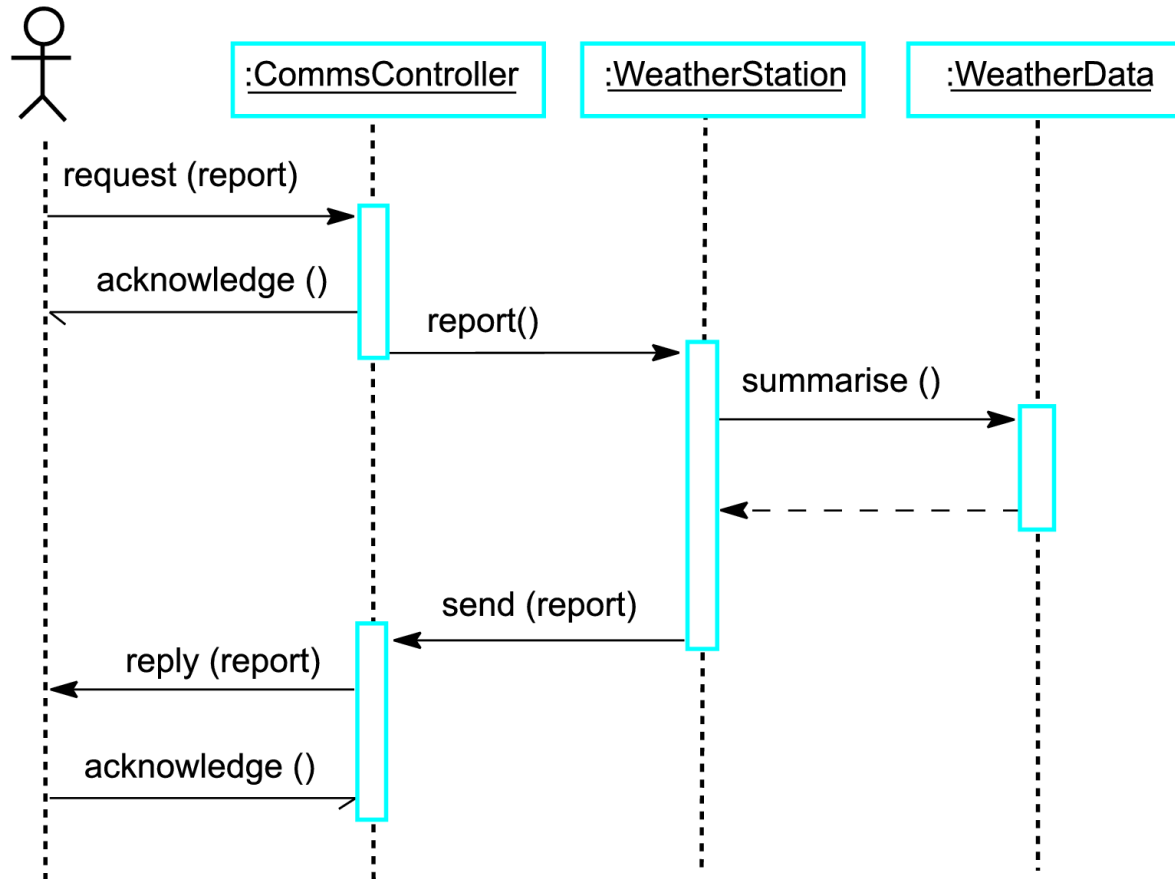 :CommsController
:WeatherStation
:WeatherData
request (report)
acknowledge ()
report()
summarise ()
send (report)
reply (report)
acknowledge ()